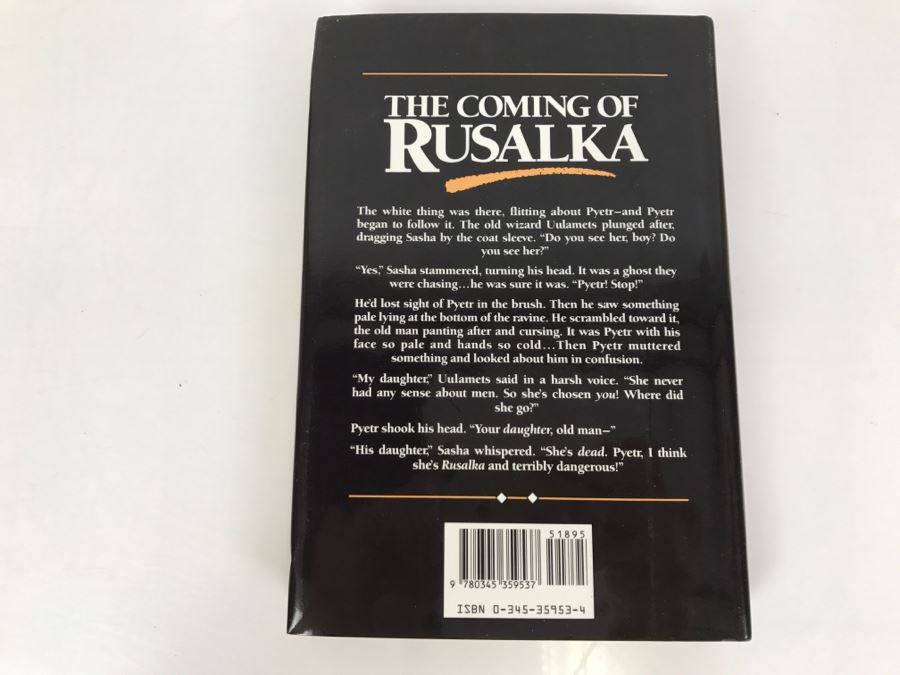 THE COMING OF
RUSALKA
The white thing was there, flitting about Pyetr—and Pyetr
began to follow it. The old wizard Uulamets plunged after,
dragging Sasha by the coat sleeve. “Do you see her, boy? Do
you see her?”
“Yes,” Sasha stammered, turning his head. It was a ghost they
were chasing...he was sure it was. “Pyetr! Stop!”
He'd lost sight of Pyetr in the brush. Then he saw something
pale lying at the bottom of the ravine. He scrambled toward it,
the old man panting after and cursing. It was Pyetr with his
face so pale and hands so cold...Then Pyetr muttered
something and looked about him in confusion.
“My daughter,” Uulamets said in a harsh voice. “She never
had any sense about men. So she's chosen you! Where did
she go?”
Pyetr shook his head. “Your daughter, old man—”
“His daughter,” Sasha whispered. “She's dead. Pyetr, I think
she's Rusalka and terribly dangerous!”
51895
9 780345 359537
ISBN 0-345-35953-4